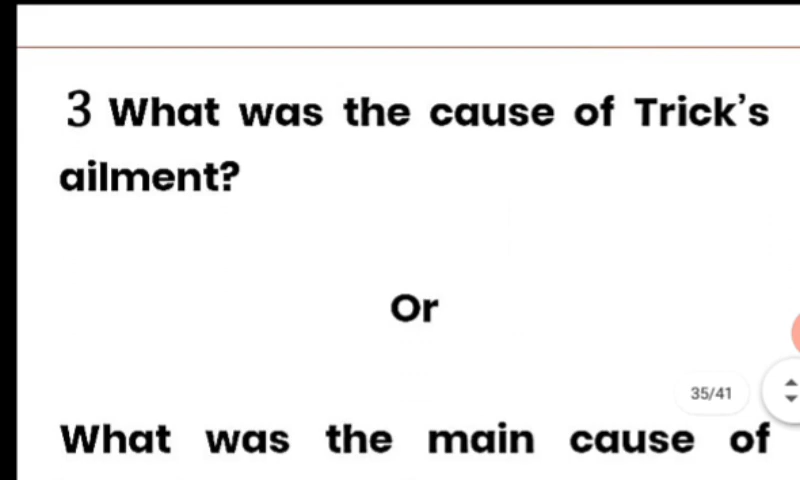 3 What was the cause of Trick's
ailment?
Or
35/41
What was the main cause of